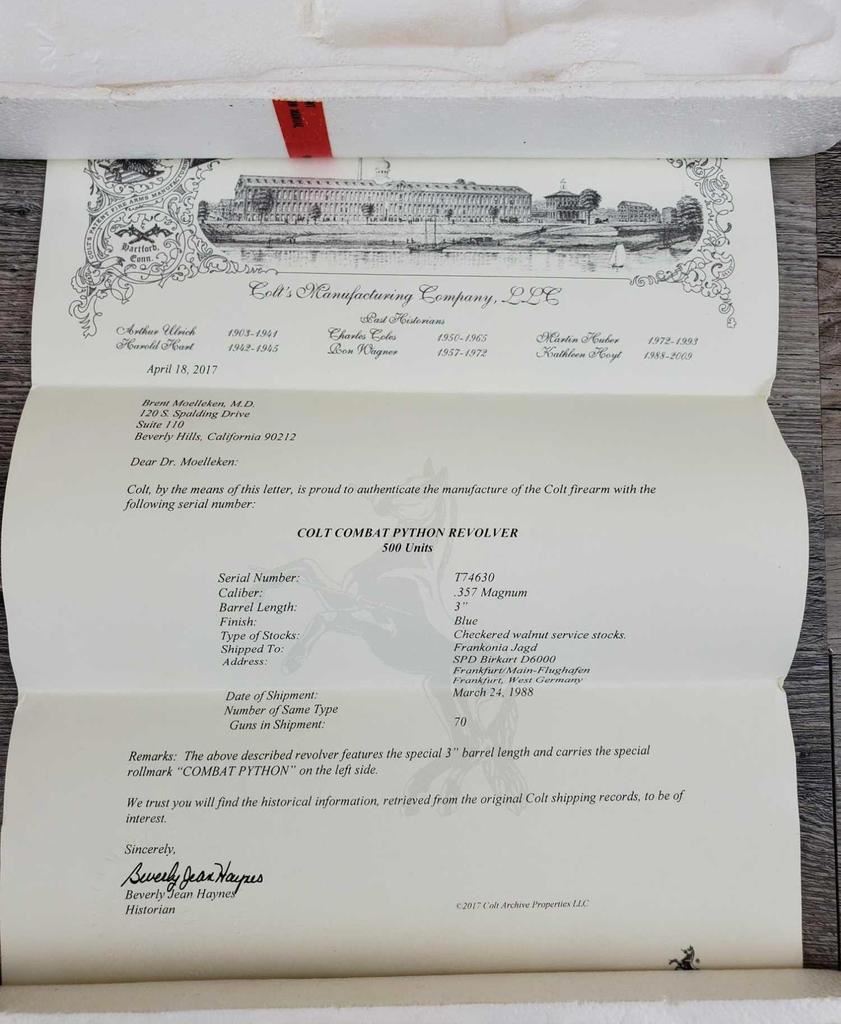 COLT'S PATENT FIRE ARMS MANUFACTURING
Hartford,
Conn.
Colt's Manufacturing Company, LLC
Past Historians
Arthur Ulrich 1903-1941 Charles Coles 1950-1965 Martin Huber 1972-1993
Harold Hart 1942-1945 Ron Wagner 1957-1972 Kathleen Hoyt 1988-2009
April 18, 2017
Brent Moelleken, M.D.
120 S. Spalding Drive
Suite 110
Beverly Hills, California 90212
Dear Dr. Moelleken:
Colt, by the means of this letter, is proud to authenticate the manufacture of the Colt firearm with the
following serial number:
COLT COMBAT PYTHON REVOLVER
500 Units
Serial Number: T74630
Caliber: .357 Magnum
Barrel Length: 3"
Finish: Blue
Type of Stocks: Checkered walnut service stocks.
Shipped To: Frankonia Jagd
Address: SPD Birkart D6000
Frankfurt/Main-Flughafen
Frankfurt, West Germany
Date of Shipment: March 24, 1988
Number of Same Type
Guns in Shipment: 70
Remarks: The above described revolver features the special 3" barrel length and carries the special
rollmark "COMBAT PYTHON" on the left side.
We trust you will find the historical information, retrieved from the original Colt shipping records, to be of
interest.
Sincerely,
Beverly Jean Haynes
Beverly Jean Haynes
Historian
©2017 Colt Archive Properties LLC